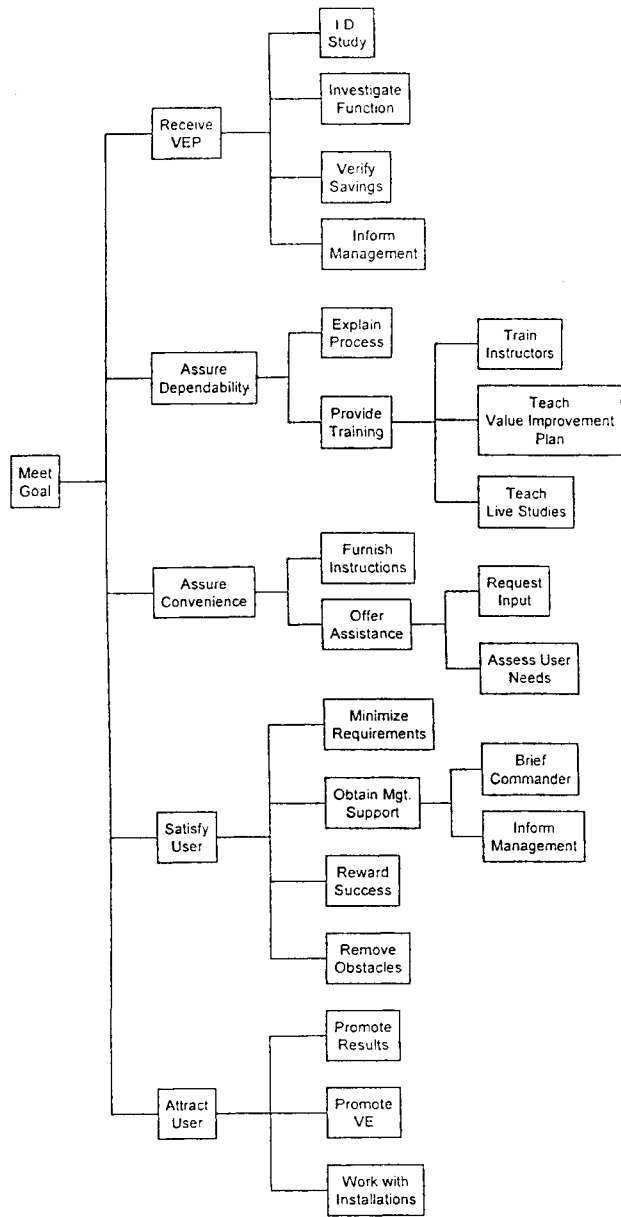 I D
Study
Investigate
Function
Receive
VEP
Verify
Savings
Inform
Management
Explain
Process
Train
Instructors
Assure
Dependability
Provide
Training
Teach
Value Improvement
Plan
Meet
Goal
Teach
Live Studies
Furnish
Instructions
Assure
Convenience
Request
Input
Offer
Assistance
Assess User
Needs
Minimize
Requirements
Brief
Commander
Obtain Mgt.
Support
Satisfy
User
Inform
Management
Reward
Success
Remove
Obstacles
Promote
Results
Attract
User
Promote
VE
Work with
Installations